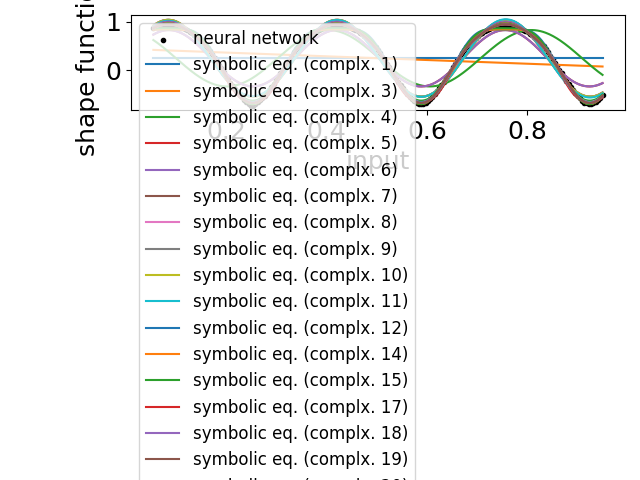 shape functi
1
0
neural network
symbolic eq. (complx. 1)
symbolic eq. (complx. 3)
symbolic eq. (complx. 4)
symbolic eq. (complx. 5)
symbolic eq. (complx. 6)
symbolic eq. (complx. 7)
symbolic eq. (complx. 8)
symbolic eq. (complx. 9)
symbolic eq. (complx. 10)
symbolic eq. (complx. 11)
symbolic eq. (complx. 12)
symbolic eq. (complx. 14)
symbolic eq. (complx. 15)
symbolic eq. (complx. 17)
symbolic eq. (complx. 18)
symbolic eq. (complx. 19)
0.2 0.4 0.6 0.8
input